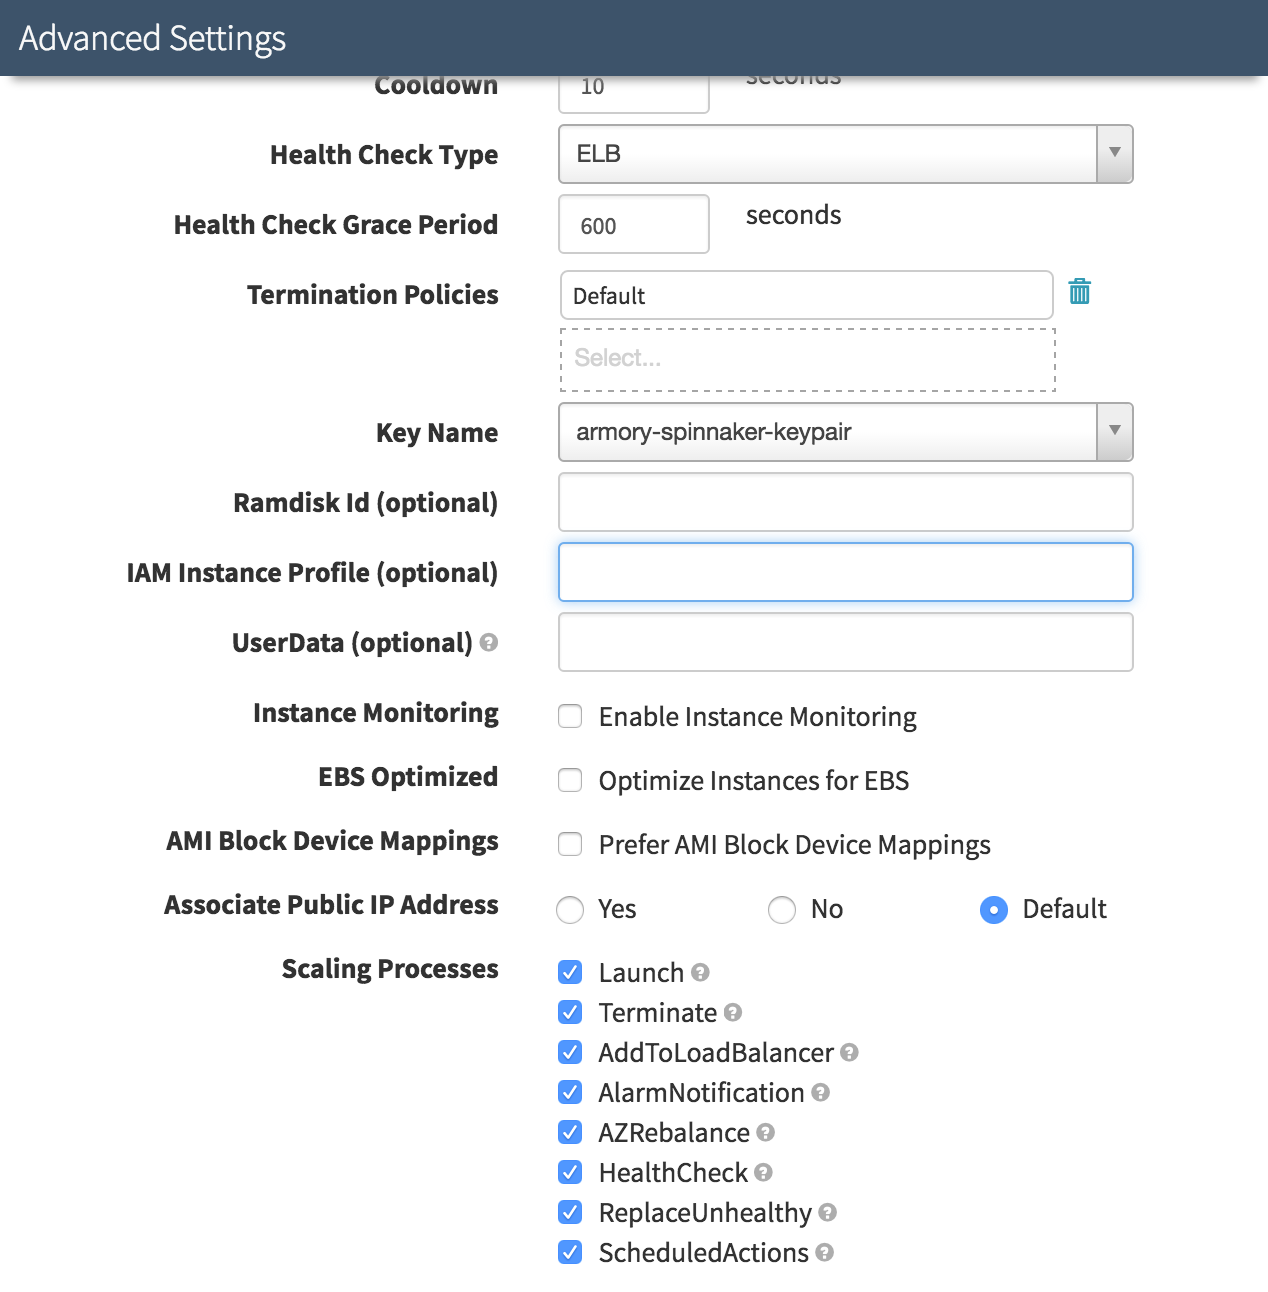 Advanced Settings
Cooldown 10 seconds
Health Check Type ELB
Health Check Grace Period 600 seconds
Termination Policies Default
Select...
Key Name armory-spinnaker-keypair
Ramdisk Id (optional)
IAM Instance Profile (optional)
UserData (optional) ?
Instance Monitoring Enable Instance Monitoring
EBS Optimized Optimize Instances for EBS
AMI Block Device Mappings Prefer AMI Block Device Mappings
Associate Public IP Address Yes No Default
Scaling Processes Launch ?
Terminate ?
AddToLoadBalancer ?
AlarmNotification ?
AZRebalance ?
HealthCheck ?
ReplaceUnhealthy ?
ScheduledActions ?